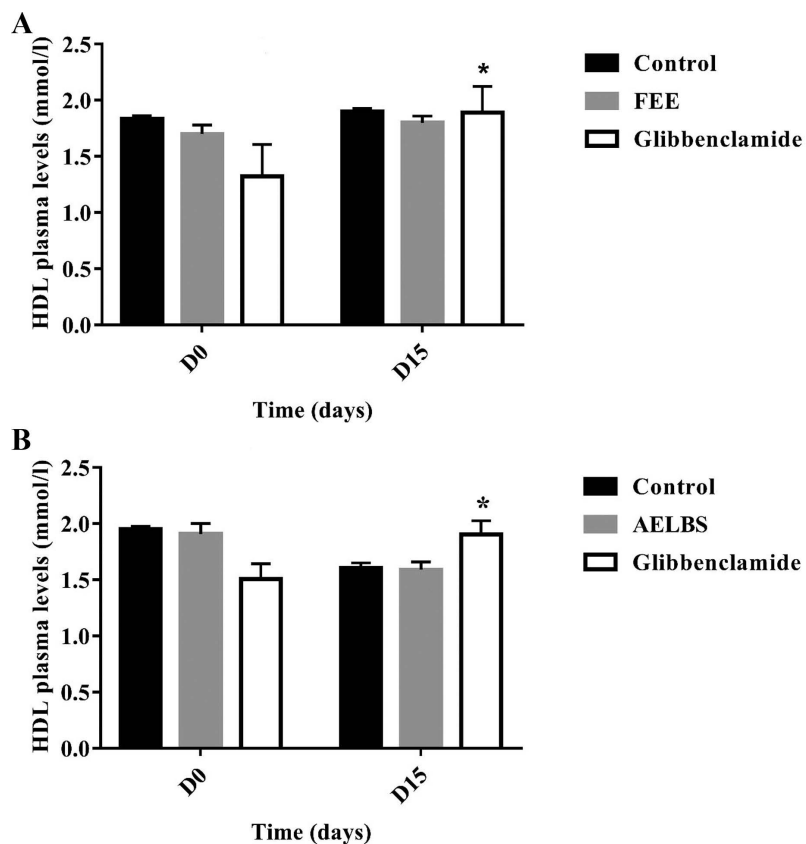 A
HDL plasma levels (mmol/l)
2.5
2.0
1.5
1.0
0.5
0.0
*
D0
D15
Time (days)
Control
FEE
Glibbenclamide
B
HDL plasma levels (mmol/l)
2.5
2.0
1.5
1.0
0.5
0.0
*
D0
D15
Time (days)
Control
AELBS
Glibbenclamide